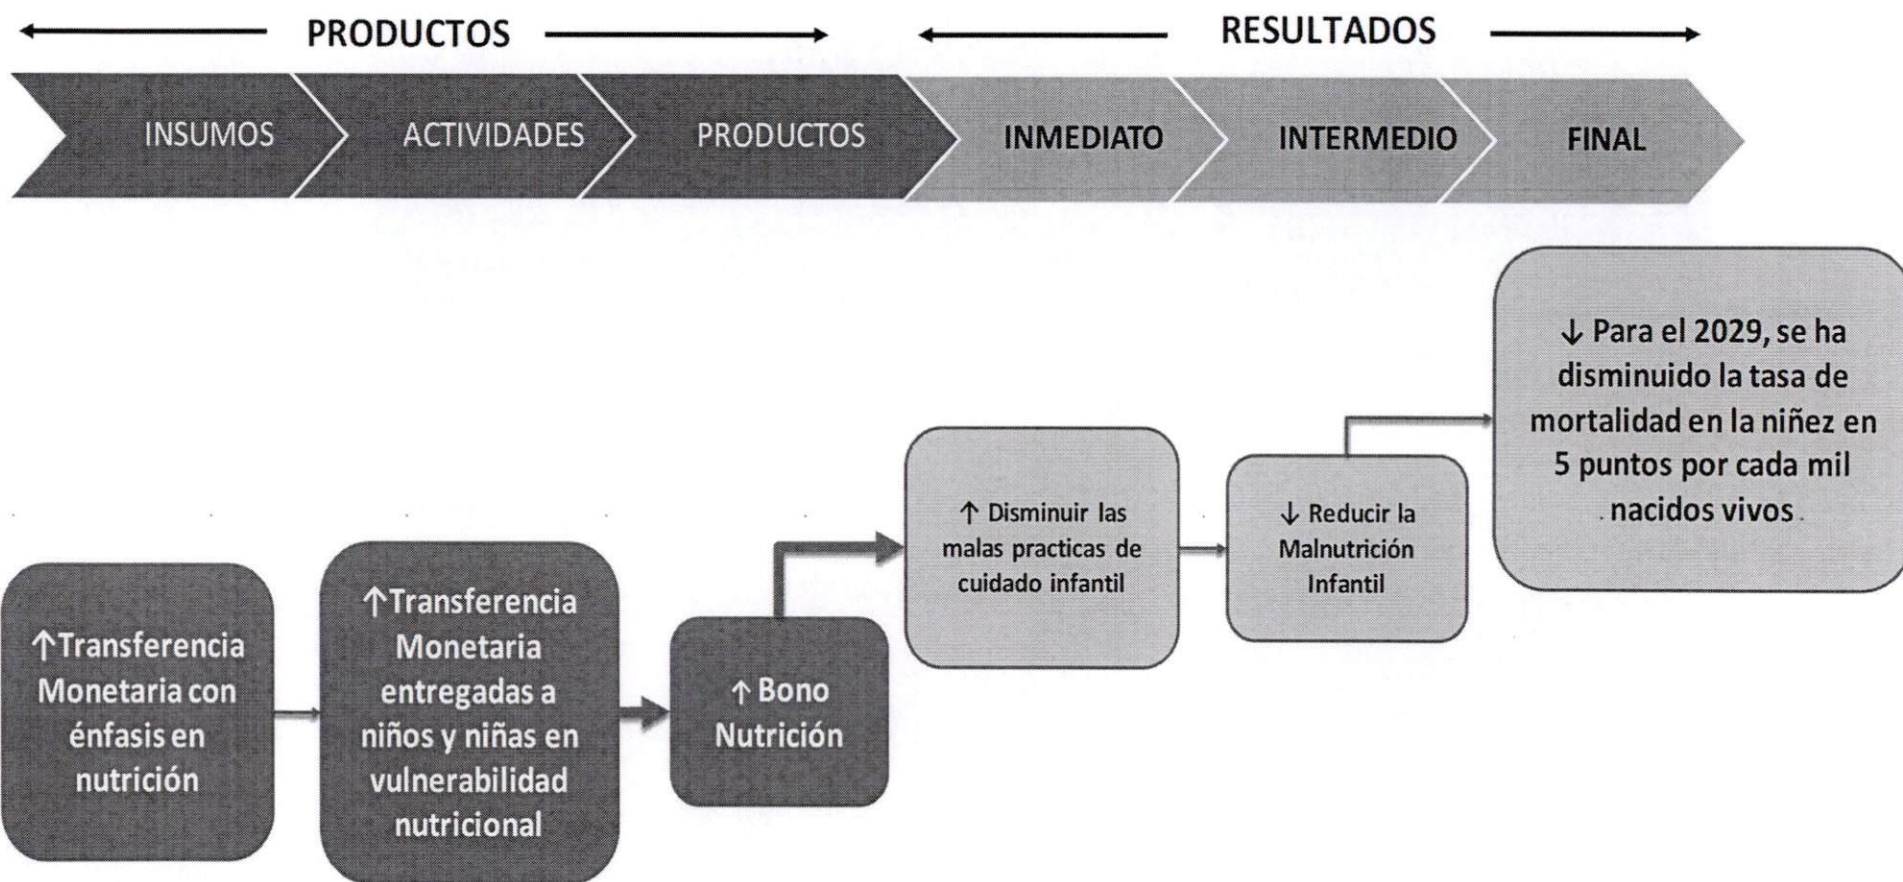 PRODUCTOS
RESULTADOS
INSUMOS
ACTIVIDADES
PRODUCTOS
INMEDIATO
INTERMEDIO
FINAL
↑Transferencia
Monetaria con
énfasis en
nutrición
↑Transferencia
Monetaria
entregadas a
niños y niñas en
vulnerabilidad
nutricional
↑ Bono
Nutrición
↑ Disminuir las
malas practicas de
cuidado infantil
↓ Reducir la
Malnutrición
Infantil
↓ Para el 2029, se ha
disminuido la tasa de
mortalidad en la niñez en
5 puntos por cada mil
nacidos vivos